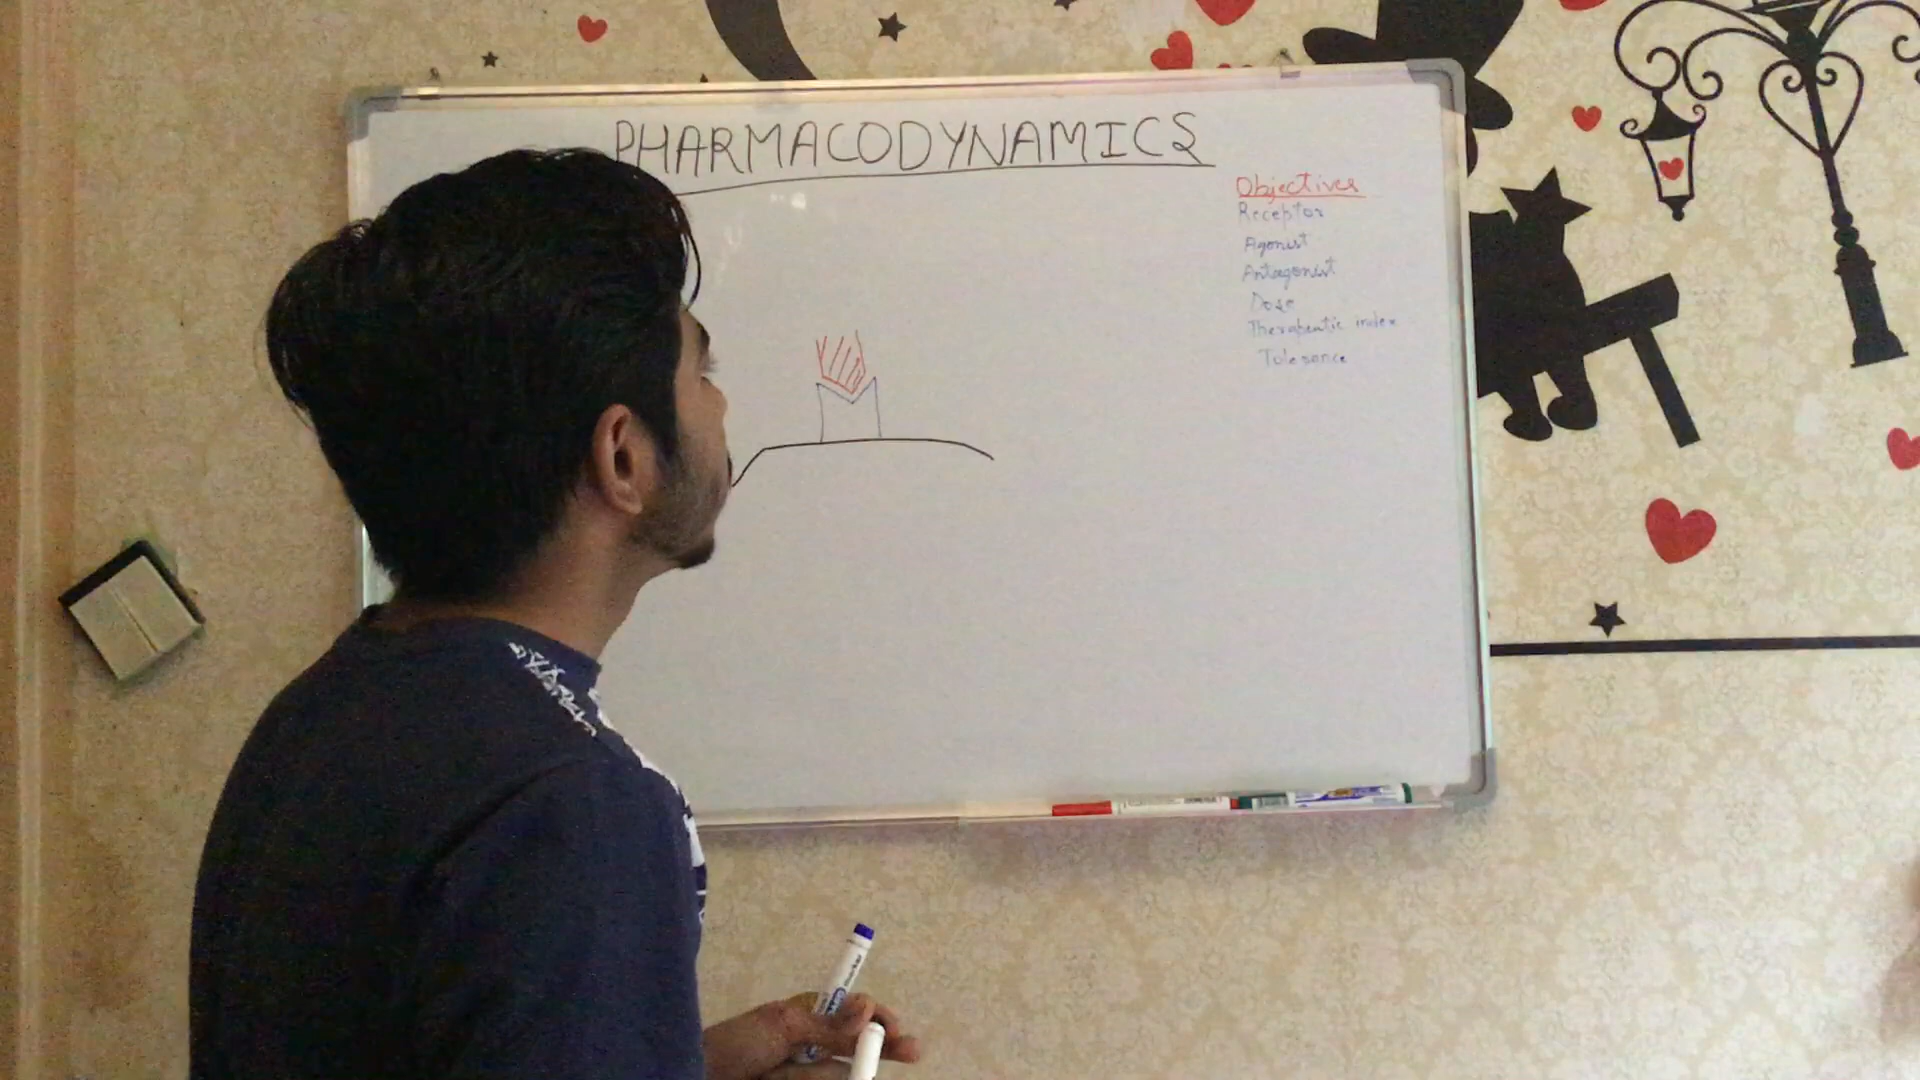 PHARMACODYNAMICS
Objectives
Receptor
Agonist
Antagonist
Dose
Therapeutic index
Tolerance